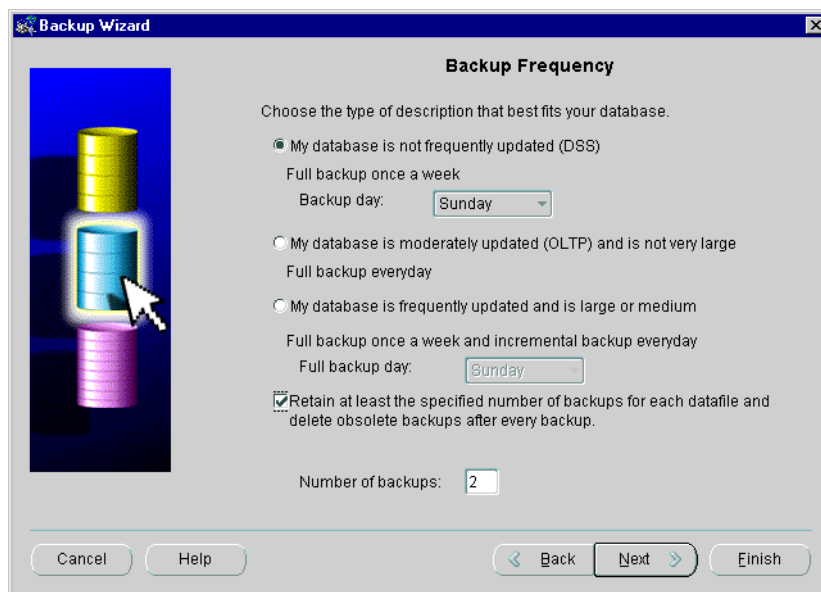 Backup Wizard
Backup Frequency
Choose the type of description that best fits your database.
My database is not frequently updated (DSS)
Full backup once a week
Backup day: Sunday
My database is moderately updated (OLTP) and is not very large
Full backup everyday
My database is frequently updated and is large or medium
Full backup once a week and incremental backup everyday
Full backup day: Sunday
Retain at least the specified number of backups for each datafile and
delete obsolete backups after every backup.
Number of backups: 2
Cancel Help Back Next Finish